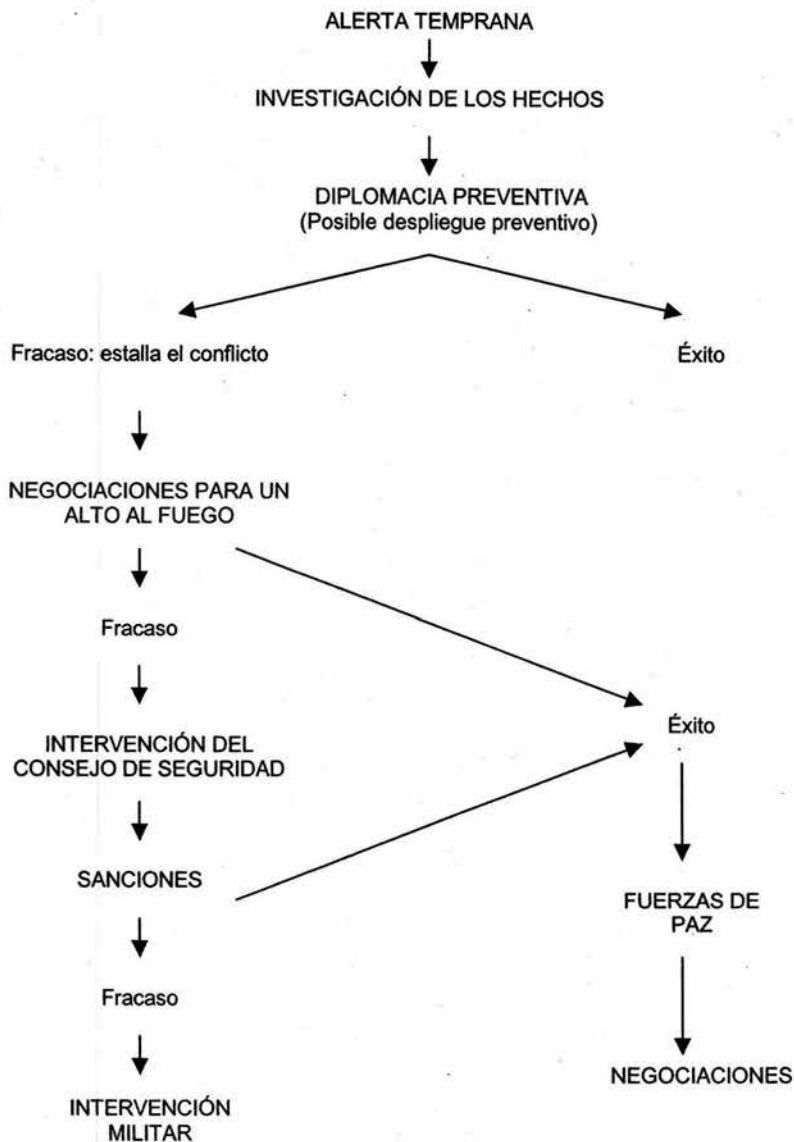 ALERTA TEMPRANA
INVESTIGACIÓN DE LOS HECHOS
DIPLOMACIA PREVENTIVA
(Posible despliegue preventivo)
Fracaso: estalla el conflicto
Éxito
NEGOCIACIONES PARA UN
ALTO AL FUEGO
Fracaso
Éxito
INTERVENCIÓN DEL
CONSEJO DE SEGURIDAD
SANCIONES
FUERZAS DE
PAZ
Fracaso
NEGOCIACIONES
INTERVENCIÓN
MILITAR